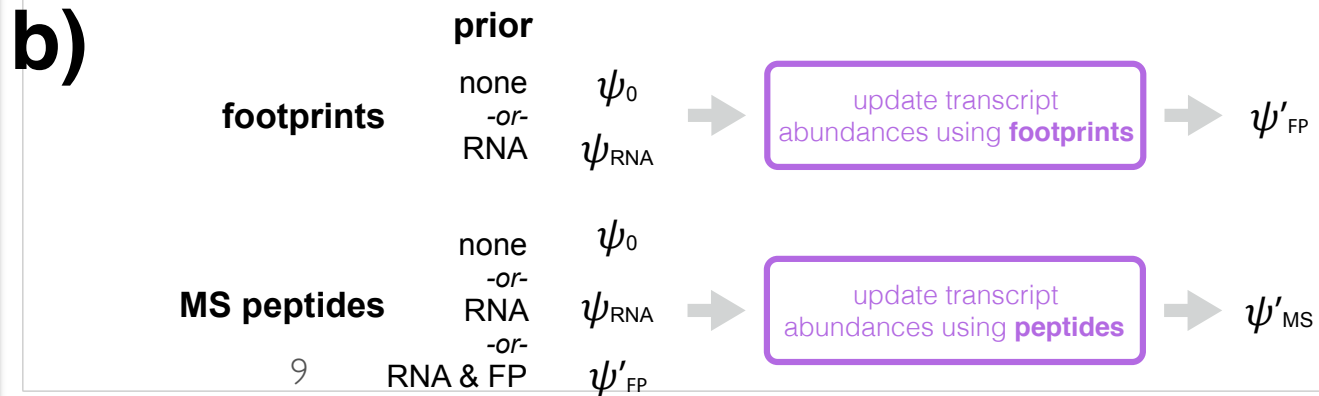 b)
prior
footprints
none
-or-
RNA
ψ0
ψRNA
update transcript
abundances using footprints
ψ′FP
MS peptides
none
-or-
RNA
-or-
RNA & FP
ψ0
ψRNA
ψ′FP
update transcript
abundances using peptides
ψ′MS
9